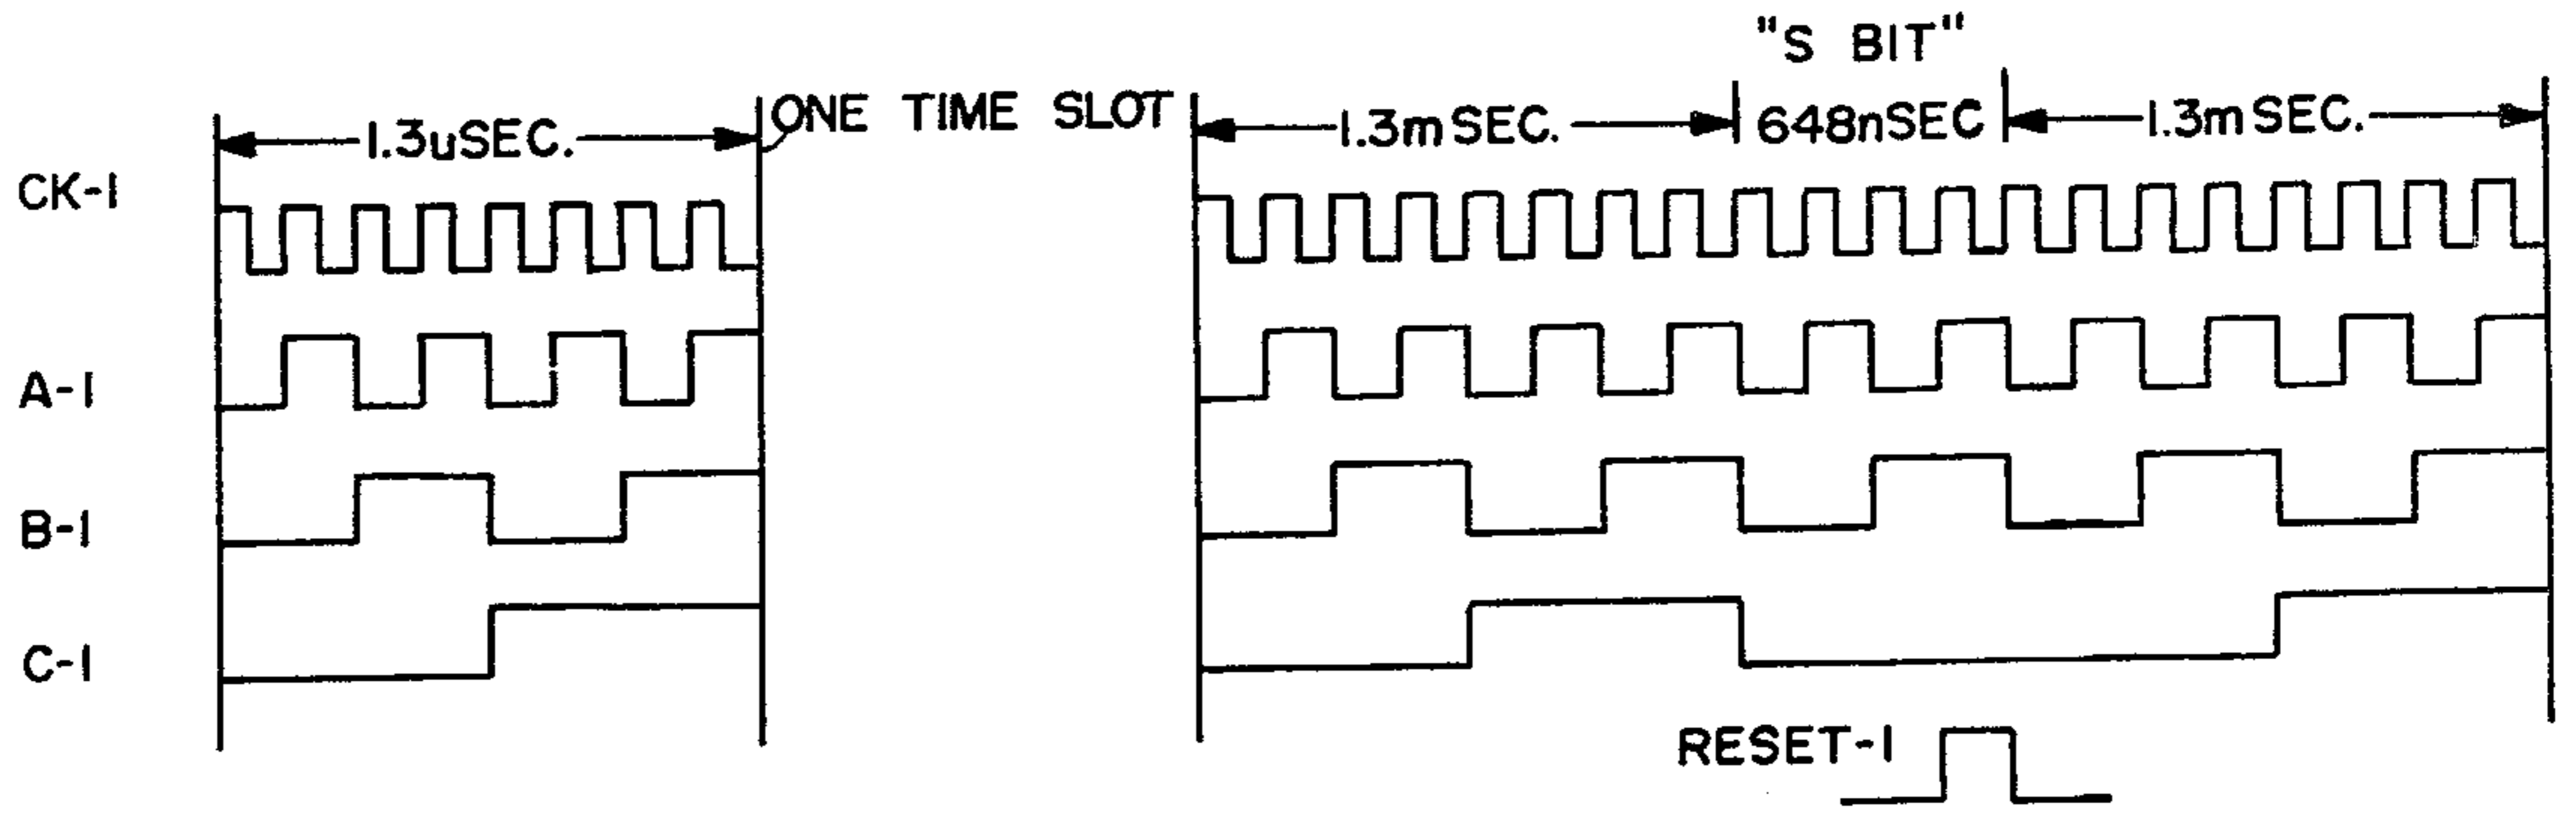 "S BIT"
1.3uSEC.
ONE TIME SLOT
1.3mSEC.
648nSEC
1.3mSEC.
CK-1
A-1
B-1
C-1
RESET-1